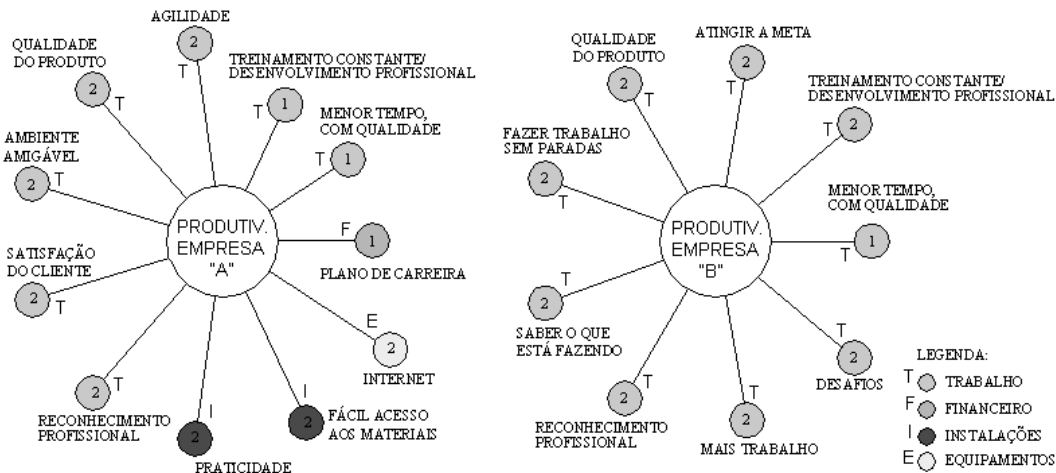 AGILIDADE
2
T
QUALIDADE
DO PRODUTO
2
T
TREINAMENTO CONSTANTE/
DESENVOLVIMENTO PROFISSIONAL
T
1
MENOR TEMPO,
COM QUALIDADE
T
1
AMBIENTE
AMIGÁVEL
2
T
PRODUTIV.
EMPRESA
"A"
F
1
PLANO DE CARREIRA
SATISFAÇÃO
DO CLIENTE
2
T
E
2
INTERNET
2
T
RECONHECIMENTO
PROFISSIONAL
I
2
PRATICIDADE
I
2
FÁCIL ACESSO
AOS MATERIAIS
QUALIDADE
DO PRODUTO
2
T
ATINGIR A META
2
T
TREINAMENTO CONSTANTE/
DESENVOLVIMENTO PROFISSIONAL
T
2
FAZER TRABALHO
SEM PARADAS
2
T
PRODUTIV.
EMPRESA
"B"
MENOR TEMPO,
COM QUALIDADE
1
T
T
2
SABER O QUE
ESTÁ FAZENDO
T
2
DESAFIOS
2
T
RECONHECIMENTO
PROFISSIONAL
T
2
MAIS TRABALHO
LEGENDA:
T TRABALHO
F FINANCEIRO
I INSTALAÇÕES
E EQUIPAMENTOS